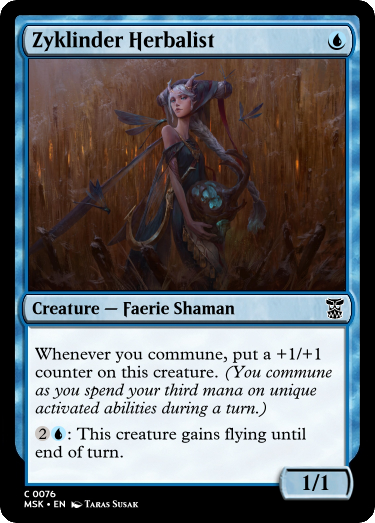 Zyklinder Herbalist
Creature — Faerie Shaman
Whenever you commune, put a +1/+1
counter on this creature. (You commune
as you spend your third mana on unique
activated abilities during a turn.)
2: This creature gains flying until
end of turn.
1/1
C 0076
MSK • EN Taras Susak